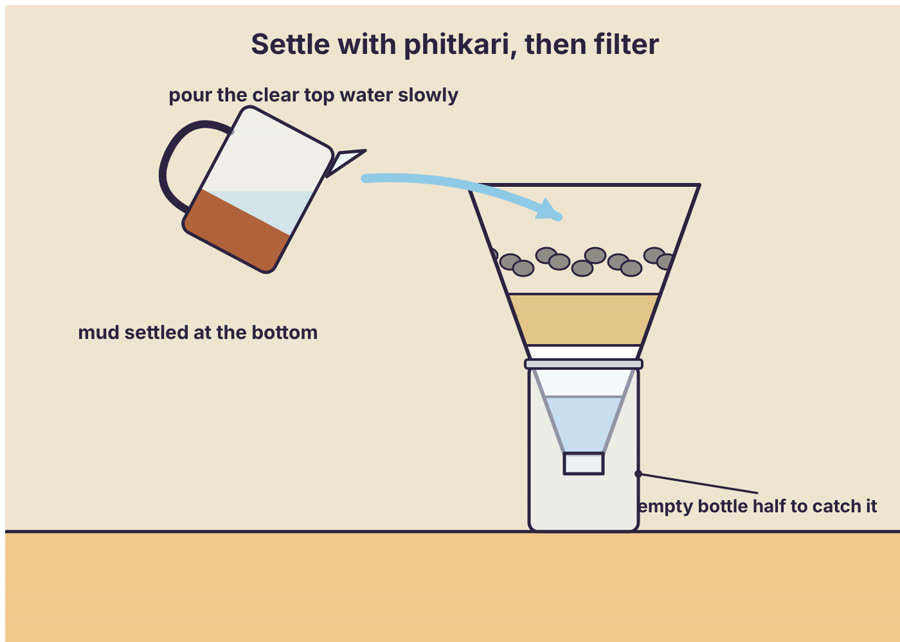 Settle with phitkari, then filter
pour the clear top water slowly
mud settled at the bottom
empty bottle half to catch it